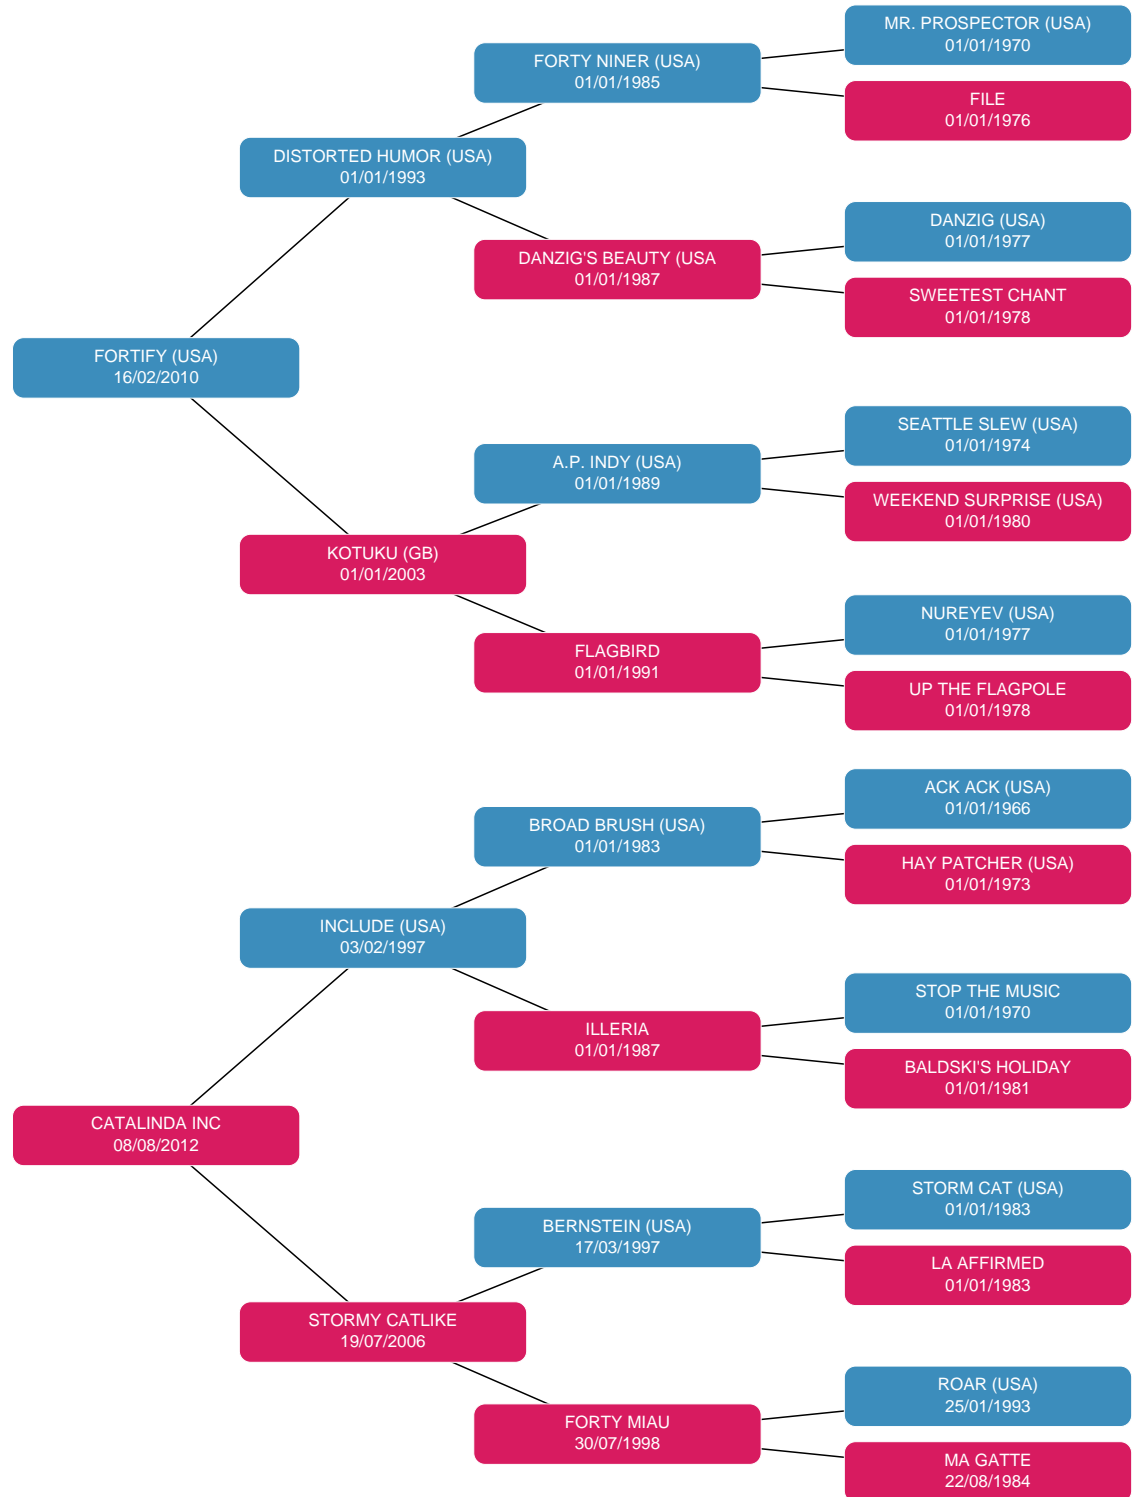 MR. PROSPECTOR (USA)
01/01/1970
FORTY NINER (USA)
01/01/1985
FILE
01/01/1976
DISTORTED HUMOR (USA)
01/01/1993
DANZIG (USA)
01/01/1977
DANZIG'S BEAUTY (USA
01/01/1987
SWEETEST CHANT
01/01/1978
FORTIFY (USA)
16/02/2010
SEATTLE SLEW (USA)
01/01/1974
A.P. INDY (USA)
01/01/1989
WEEKEND SURPRISE (USA)
01/01/1980
KOTUKU (GB)
01/01/2003
NUREYEV (USA)
01/01/1977
FLAGBIRD
01/01/1991
UP THE FLAGPOLE
01/01/1978
ACK ACK (USA)
01/01/1966
BROAD BRUSH (USA)
01/01/1983
HAY PATCHER (USA)
01/01/1973
INCLUDE (USA)
03/02/1997
STOP THE MUSIC
01/01/1970
ILLERIA
01/01/1987
BALDSKI'S HOLIDAY
01/01/1981
CATALINDA INC
08/08/2012
STORM CAT (USA)
01/01/1983
BERNSTEIN (USA)
17/03/1997
LA AFFIRMED
01/01/1983
STORMY CATLIKE
19/07/2006
ROAR (USA)
25/01/1993
FORTY MIAU
30/07/1998
MA GATTE
22/08/1984